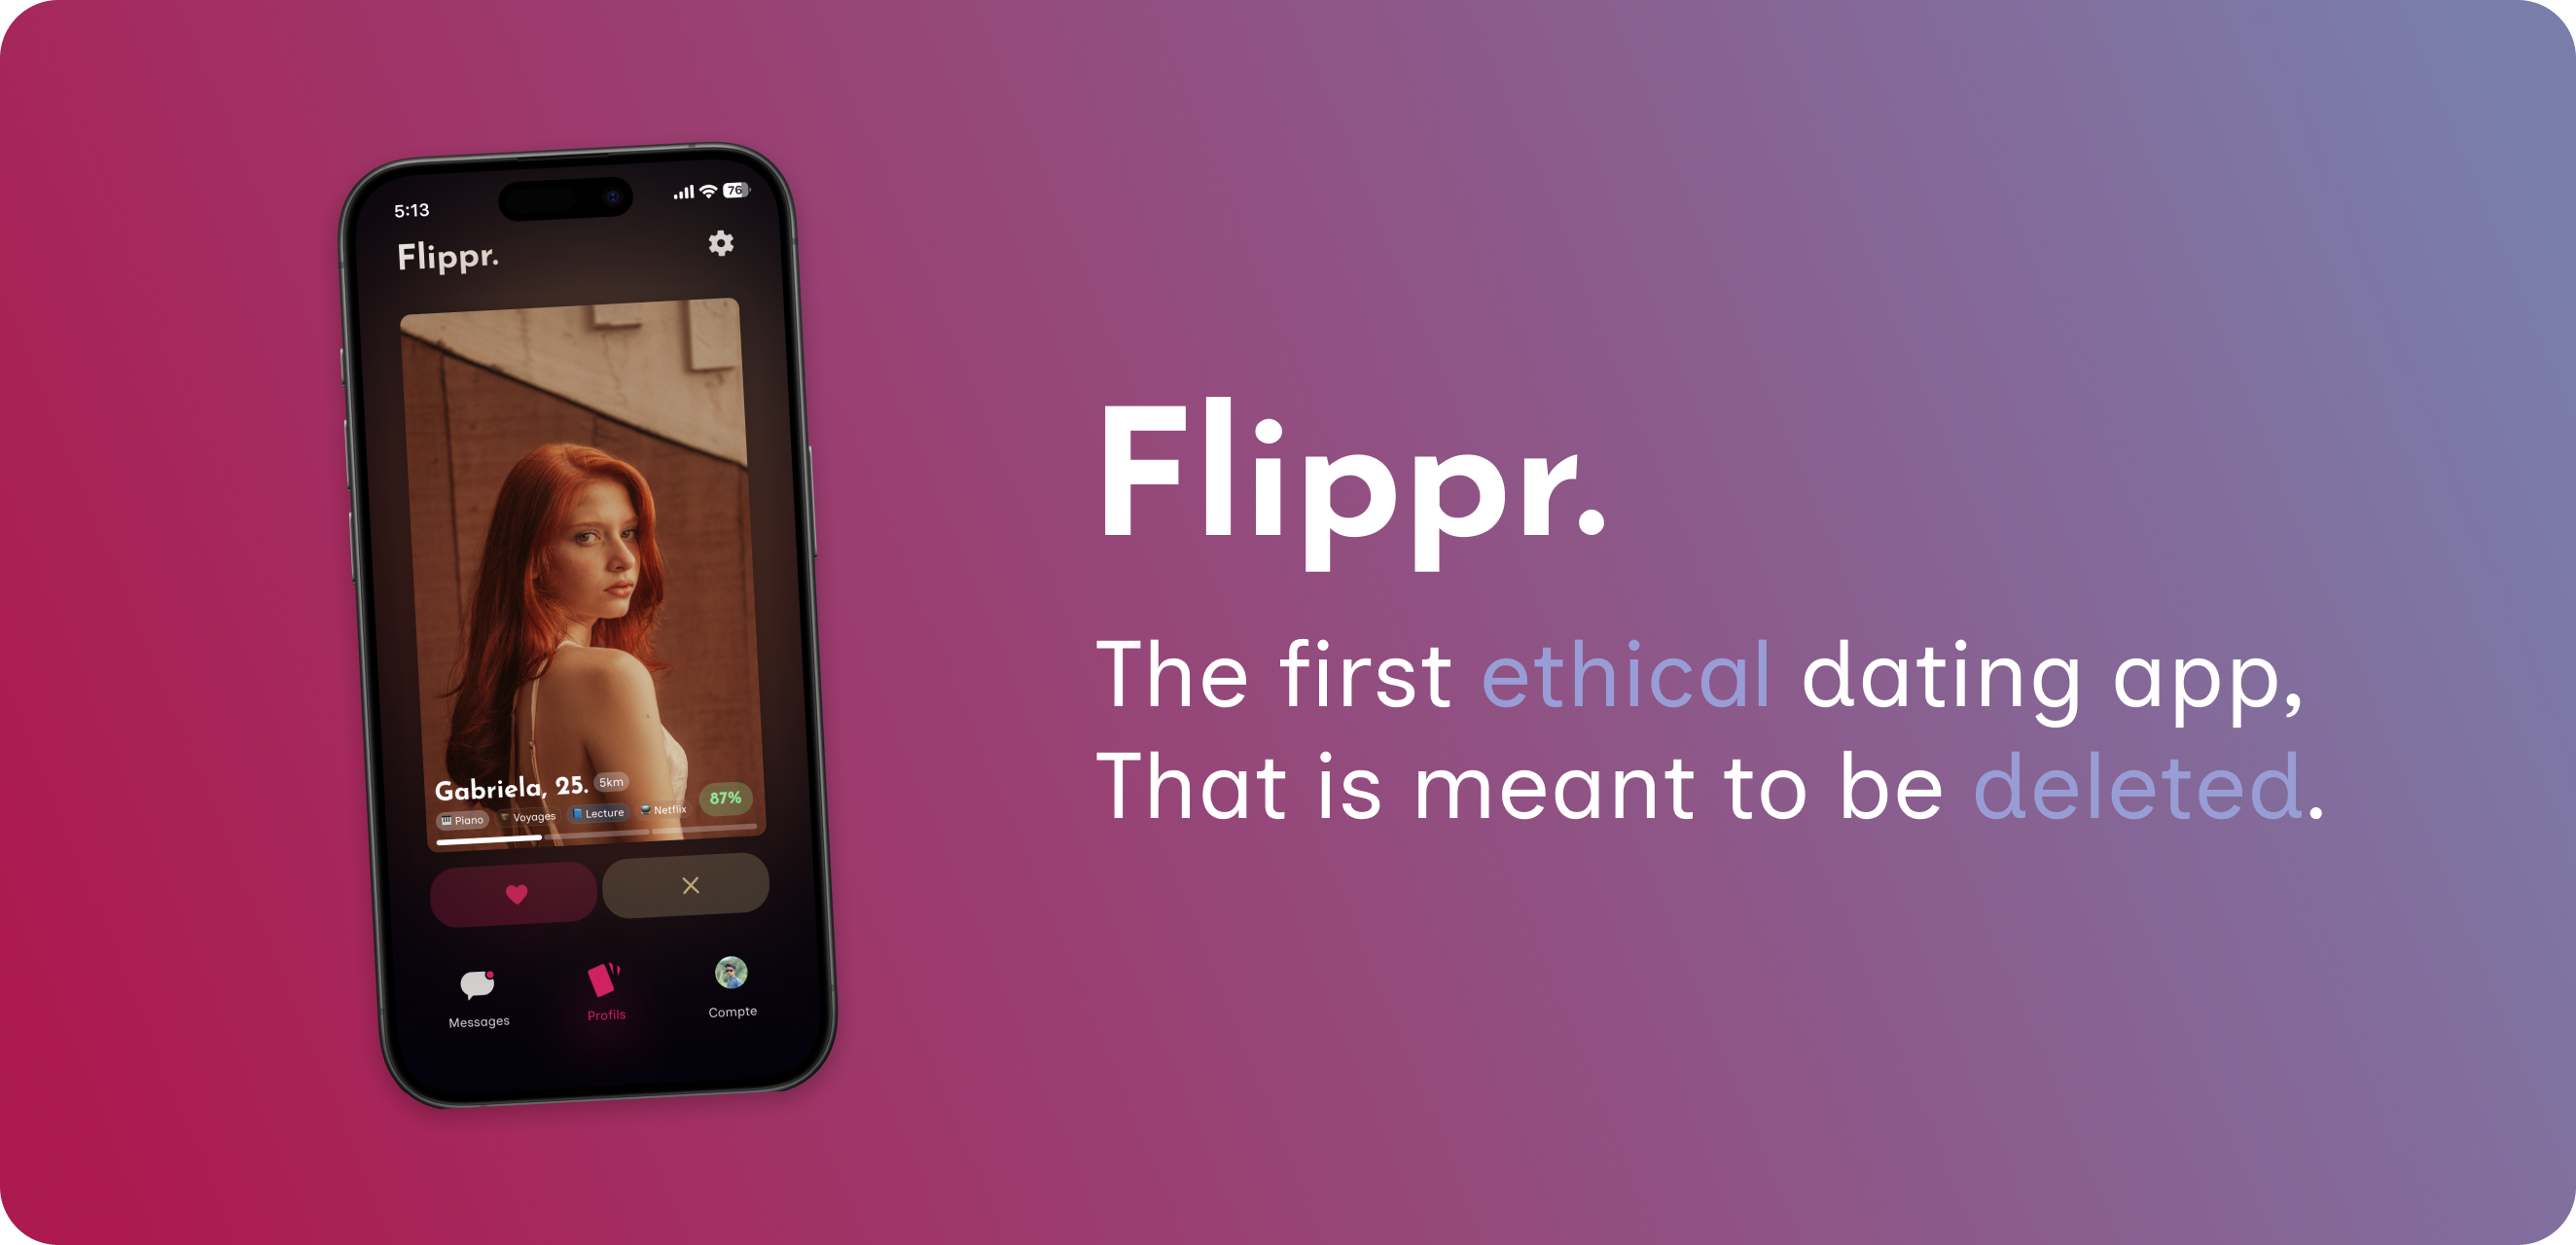 5:13
76
Flippr.
Gabriela, 25. 5km
87%
Piano Voyages Lecture Netflix
Messages
Profils
Compte
Flippr.
The first ethical dating app,
That is meant to be deleted.